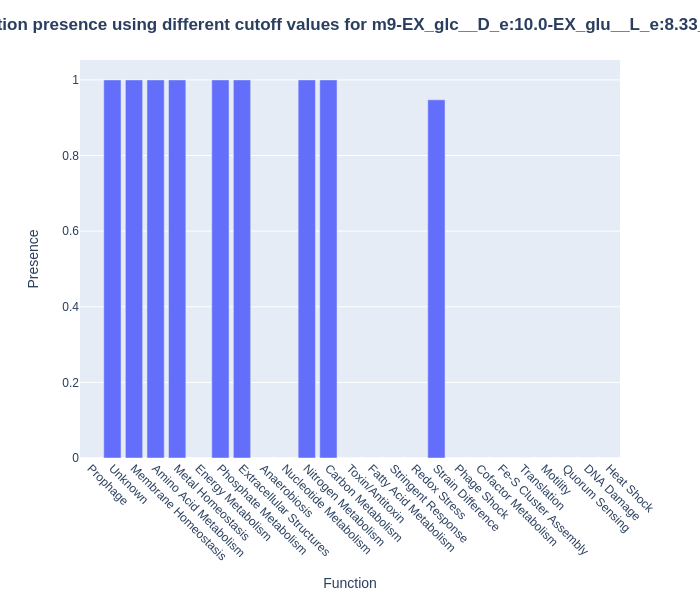 tion presence using different cutoff values for m9-EX_glc__D_e:10.0-EX_glu__L_e:8.33_
1
0.8
0.6
0.4
0.2
0
Presence
Prophage
Unknown
Membrane Homeostasis
Amino Acid Metabolism
Metal Homeostasis
Energy Metabolism
Phosphate Metabolism
Extracellular Structures
Anaerobiosis
Nucleotide Metabolism
Nitrogen Metabolism
Carbon Metabolism
Toxin/Antitoxin
Fatty Acid Metabolism
Stringent Response
Redox Stress
Strain Difference
Phage Shock
Cofactor Metabolism
Fe-S Cluster Assembly
Translation
Motility
Quorum Sensing
DNA Damage
Heat Shock
Function